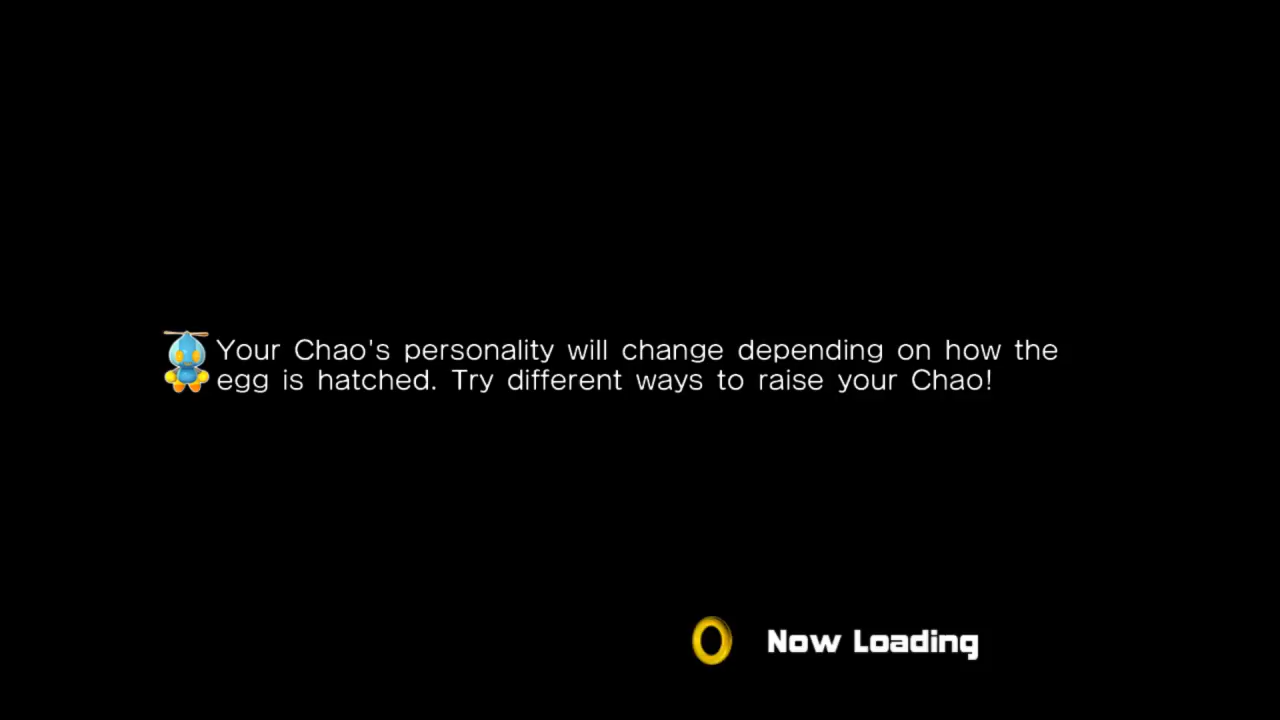 Your Chao's personality will change depending on how the
egg is hatched. Try different ways to raise your Chao!
Now Loading